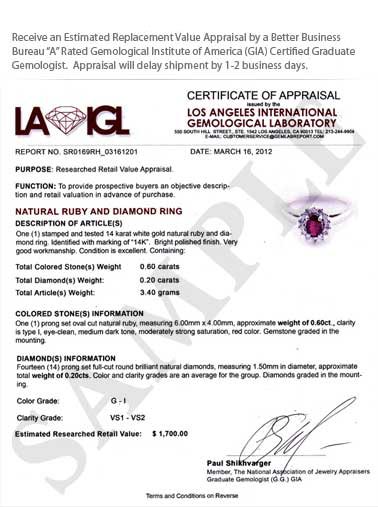 Receive an Estimated Replacement Value Appraisal by a Better Business
Bureau "A" Rated Gemological Institute of America (GIA) Certified Graduate
Gemologist. Appraisal will delay shipment by 1-2 business days.
LA IGL
CERTIFICATE OF APPRAISAL
issued by the
LOS ANGELES INTERNATIONAL
GEMOLOGICAL LABORATORY
550 SOUTH HILL STREET, STE. 1542 LOS ANGELES, CA 90013 TEL: 213-244-9904
E-MAIL: CUSTOMERSERVICE@GEMLABREPORT.COM
REPORT NO. SR0169RH_03161201
DATE: MARCH 16, 2012
PURPOSE: Researched Retail Value Appraisal.
FUNCTION: To provide prospective buyers an objective descrip-
tion and retail valuation in advance of purchase.
NATURAL RUBY AND DIAMOND RING
DESCRIPTION OF ARTICLE(S)
One (1) stamped and tested 14 karat white gold natural ruby and dia-
mond ring. Identified with marking of "14K". Bright polished finish. Very
good workmanship. Condition is excellent. Containing:
Total Colored Stone(s) Weight 0.60 carats
Total Diamond(s) Weight: 0.20 carats
Total Article(s) Weight: 3.40 grams
COLORED STONE(S) INFORMATION
One (1) prong set oval cut natural ruby, measuring 6.00mm x 4.00mm, approximate weight of 0.60ct., clarity
is type I, eye-clean, medium dark tone, moderately strong saturation, red color. Gemstone graded in the
mounting.
DIAMOND(S) INFORMATION
Fourteen (14) prong set full-cut round brilliant natural diamonds, measuring 1.50mm in diameter, approximate
total weight of 0.20cts. Color and clarity grades are an average for the group. Diamonds graded in the mount-
ing.
Color Grade: G - I
Clarity Grade: VS1 - VS2
Estimated Researched Retail Value: $ 1,700.00
Paul Shikhvarger
Member, The National Association of Jewelry Appraisers
Graduate Gemologist (G.G.) GIA
Terms and Conditions on Reverse
SAMPLE